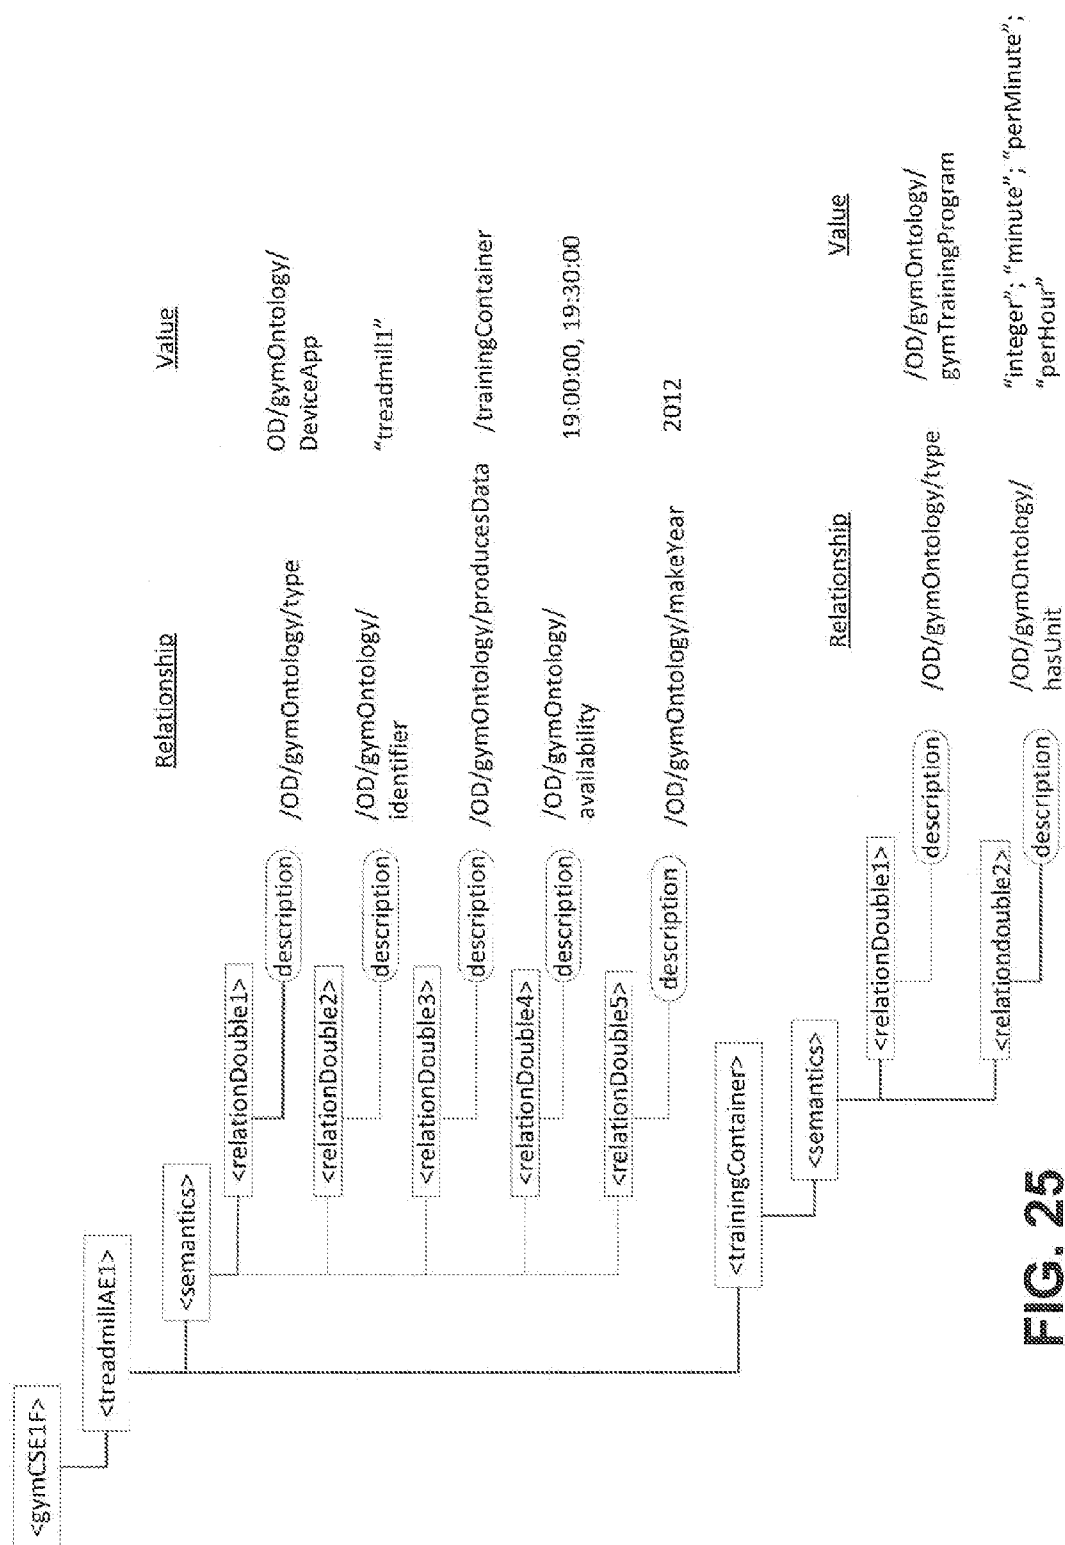 <gymCSE1F>
<treadmillAE1>
<semantics>
Relationship
Value
<relationDouble1>
description
/OD/gymOntology/type
OD/gymOntology/
DeviceApp
<relationDouble2>
description
/OD/gymOntology/
identifier
“treadmill1”
<relationDouble3>
description
/OD/gymOntology/producesData
/trainingContainer
<relationDouble4>
description
/OD/gymOntology/
availability
19:00:00, 19:30:00
<relationDouble5>
description
/OD/gymOntology/makeYear
2012
<trainingContainer>
<semantics>
Relationship
Value
<relationDouble1>
description
/OD/gymOntology/type
/OD/gymOntology/
gymTrainingProgram
<relationdouble2>
description
/OD/gymOntology/
hasUnit
“integer”; “minute”; “perMinute”;
“perHour”
FIG. 25